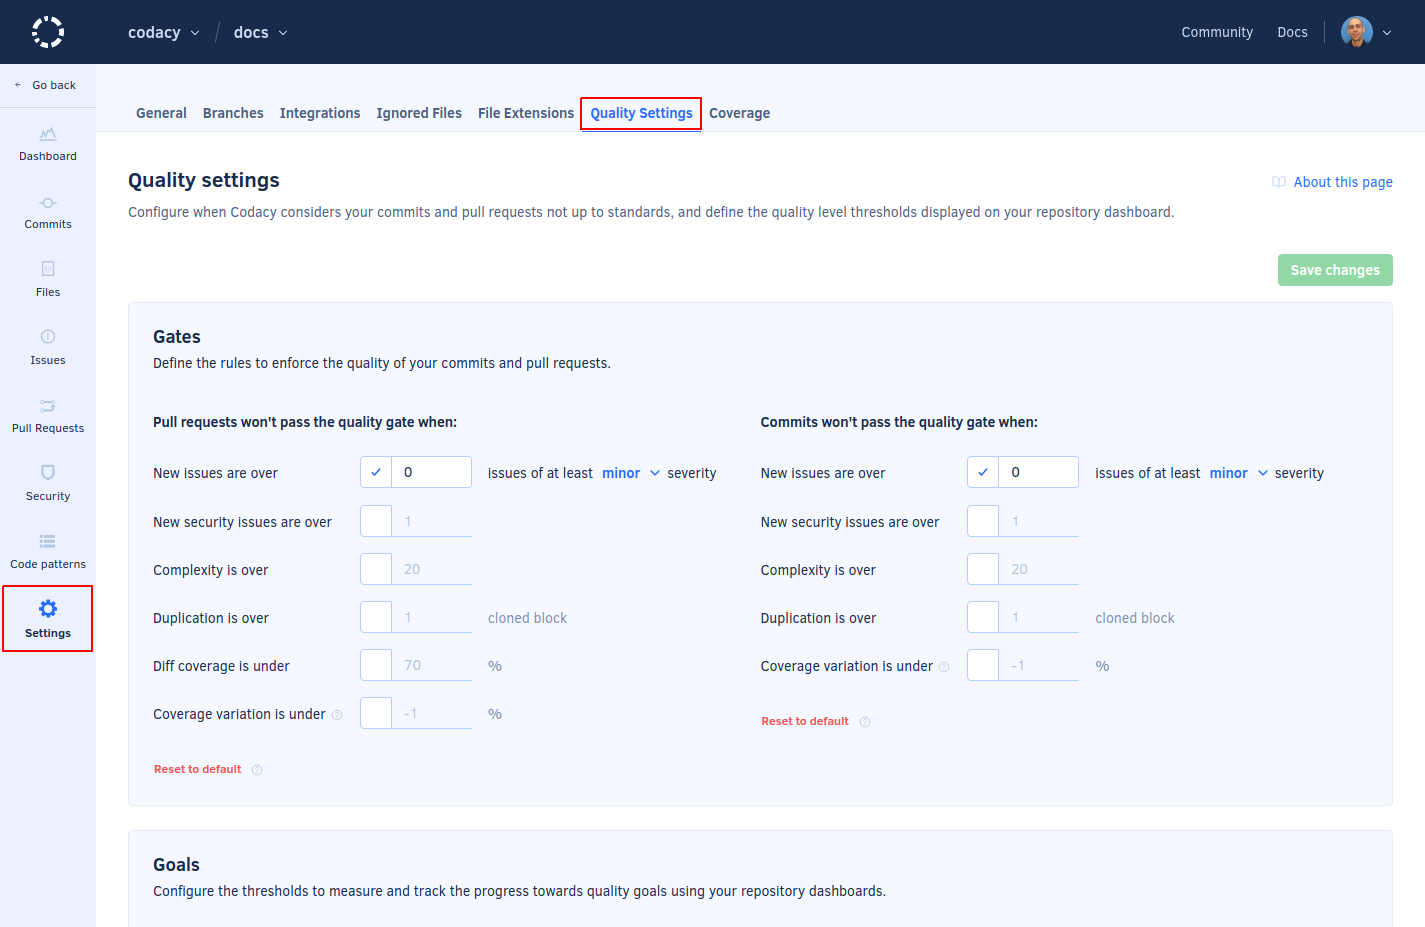 codacy / docs
Community Docs
← Go back
Dashboard
Commits
Files
Issues
Pull Requests
Security
Code patterns
Settings
General Branches Integrations Ignored Files File Extensions Quality Settings Coverage
Quality settings
About this page
Configure when Codacy considers your commits and pull requests not up to standards, and define the quality level thresholds displayed on your repository dashboard.
Save changes
Gates
Define the rules to enforce the quality of your commits and pull requests.
Pull requests won't pass the quality gate when:
New issues are over 0 issues of at least minor severity
New security issues are over 1
Complexity is over 20
Duplication is over 1 cloned block
Diff coverage is under 70 %
Coverage variation is under ? -1 %
Reset to default ?
Commits won't pass the quality gate when:
New issues are over 0 issues of at least minor severity
New security issues are over 1
Complexity is over 20
Duplication is over 1 cloned block
Coverage variation is under ? -1 %
Reset to default ?
Goals
Configure the thresholds to measure and track the progress towards quality goals using your repository dashboards.